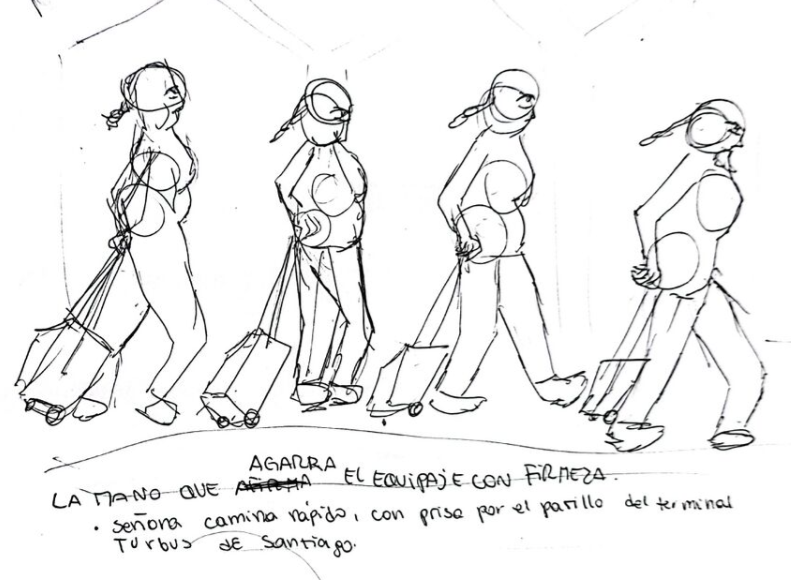 LA MANO QUE AGARRA EL EQUIPAJE CON FIRMEZA.
• señora camina rápido, con prisa por el pasillo del terminal
Turbus de Santiago.